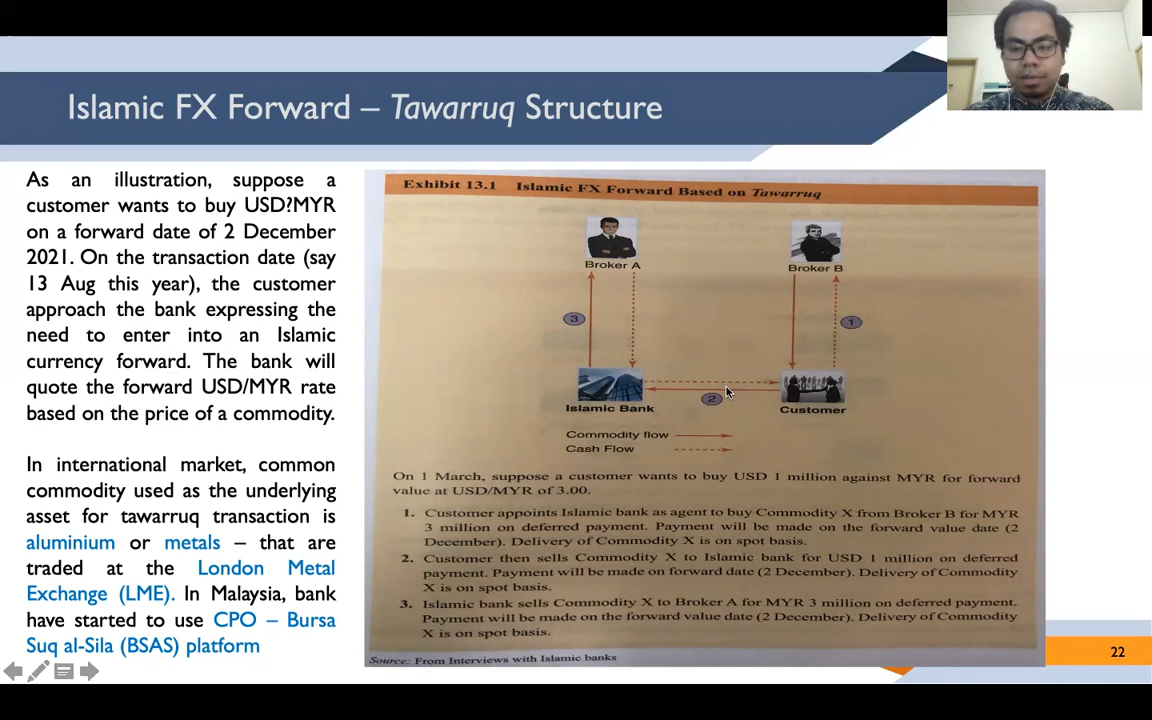 Islamic FX Forward – Tawarruq Structure
As an illustration, suppose a
customer wants to buy USD?MYR
on a forward date of 2 December
2021. On the transaction date (say
13 Aug this year), the customer
approach the bank expressing the
need to enter into an Islamic
currency forward. The bank will
quote the forward USD/MYR rate
based on the price of a commodity.
In international market, common
commodity used as the underlying
asset for tawarruq transaction is
aluminium or metals – that are
traded at the London Metal
Exchange (LME). In Malaysia, bank
have started to use CPO – Bursa
Suq al-Sila (BSAS) platform
Exhibit 13.1 Islamic FX Forward Based on Tawarruq
Broker A
Broker B
3
1
2
Islamic Bank
Customer
Commodity flow
Cash Flow
On 1 March, suppose a customer wants to buy USD 1 million against MYR for forward
value at USD/MYR of 3.00.
1. Customer appoints Islamic bank as agent to buy Commodity X from Broker B for MYR
3 million on deferred payment. Payment will be made on the forward value date (2
December). Delivery of Commodity X is on spot basis.
2. Customer then sells Commodity X to Islamic bank for USD 1 million on deferred
payment. Payment will be made on forward date (2 December). Delivery of Commodity
X is on spot basis.
3. Islamic bank sells Commodity X to Broker A for MYR 3 million on deferred payment.
Payment will be made on the forward value date (2 December). Delivery of Commodity
X is on spot basis.
Source: From Interviews with Islamic banks
22